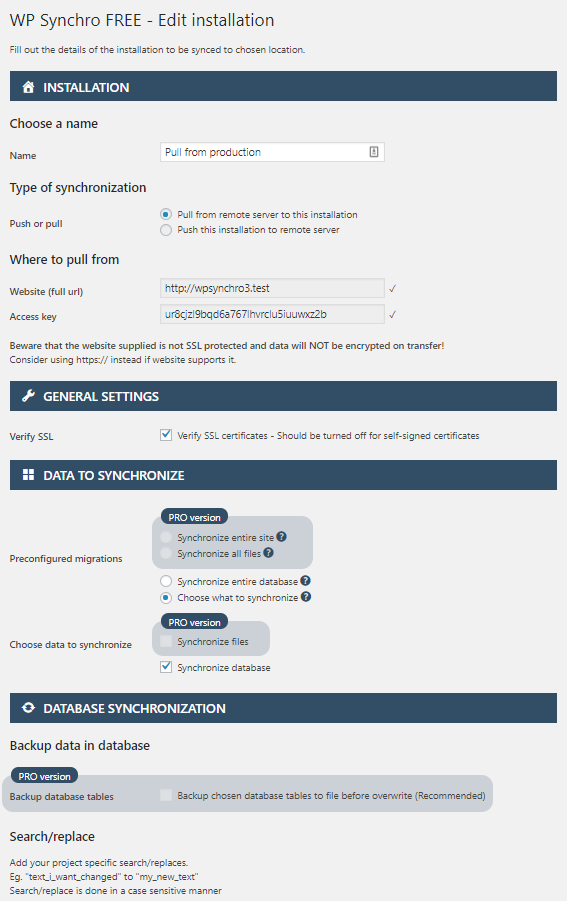 WP Synchro FREE - Edit installation
Fill out the details of the installation to be synced to chosen location.
INSTALLATION
Choose a name
Name
Pull from production
Type of synchronization
Push or pull
Pull from remote server to this installation
Push this installation to remote server
Where to pull from
Website (full url)
http://wpsynchro3.test
Access key
ur8cjzl9bqd6a767lhvrclu5iuuwxz2b
Beware that the website supplied is not SSL protected and data will NOT be encrypted on transfer!
Consider using https:// instead if website supports it.
GENERAL SETTINGS
Verify SSL
Verify SSL certificates - Should be turned off for self-signed certificates
DATA TO SYNCHRONIZE
PRO version
Synchronize entire site
Synchronize all files
Preconfigured migrations
Synchronize entire database
Choose what to synchronize
PRO version
Synchronize files
Choose data to synchronize
Synchronize database
DATABASE SYNCHRONIZATION
Backup data in database
PRO version
Backup database tables
Backup chosen database tables to file before overwrite (Recommended)
Search/replace
Add your project specific search/replaces.
Eg. "text_i_want_changed" to "my_new_text"
Search/replace is done in a case sensitive manner